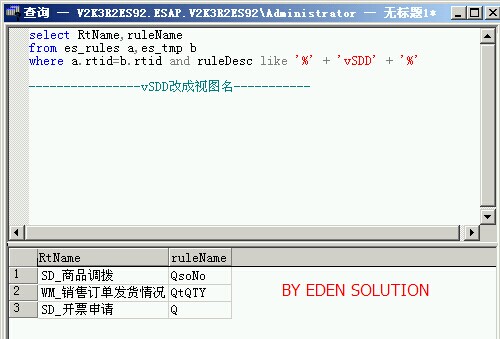 查询 — V2K3R2ES92.ESAP.V2K3R2ES92\Administrator — 无标题1*
select RtName,ruleName
from es_rules a,es_tmp b
where a.rtid=b.rtid and ruleDesc like '%' + 'vSDD' + '%'
----------------vSDD改成视图名-----------
RtName ruleName
1 SD_商品调拨 QsoNo
2 WM_销售订单发货情况 QtQTY
3 SD_开票申请 Q
BY EDEN SOLUTION